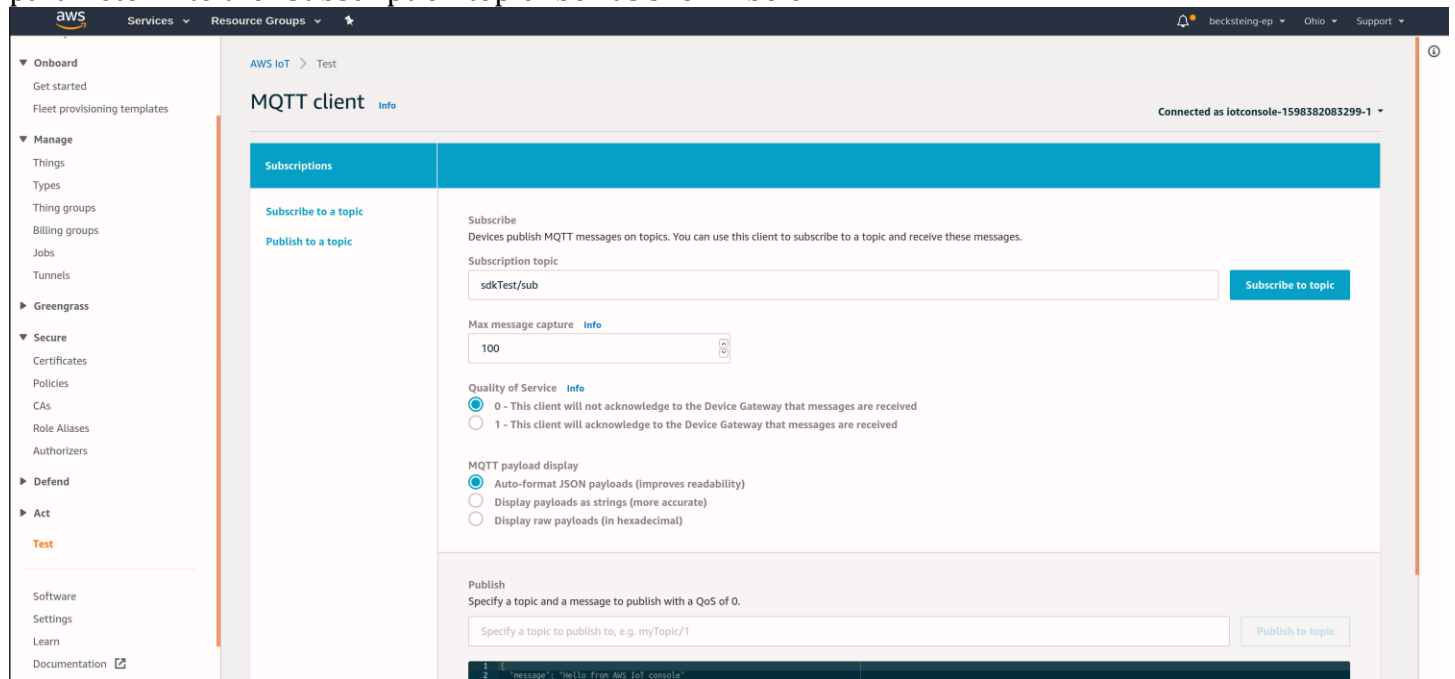 aws Services Resource Groups becksteing-ep Ohio Support
Onboard
Get started
Fleet provisioning templates
Manage
Things
Types
Thing groups
Billing groups
Jobs
Tunnels
Greengrass
Secure
Certificates
Policies
CAs
Role Aliases
Authorizers
Defend
Act
Test
Software
Settings
Learn
Documentation
AWS IoT > Test
MQTT client Info
Connected as iotconsole-1598382083299-1
Subscriptions
Subscribe to a topic
Publish to a topic
Subscribe
Devices publish MQTT messages on topics. You can use this client to subscribe to a topic and receive these messages.
Subscription topic
sdkTest/sub
Subscribe to topic
Max message capture Info
100
Quality of Service Info
0 - This client will not acknowledge to the Device Gateway that messages are received
1 - This client will acknowledge to the Device Gateway that messages are received
MQTT payload display
Auto-format JSON payloads (improves readability)
Display payloads as strings (more accurate)
Display raw payloads (in hexadecimal)
Publish
Specify a topic and a message to publish with a QoS of 0.
Specify a topic to publish to, e.g. myTopic/1
Publish to topic
1 {
2 "message": "Hello from AWS IoT console"